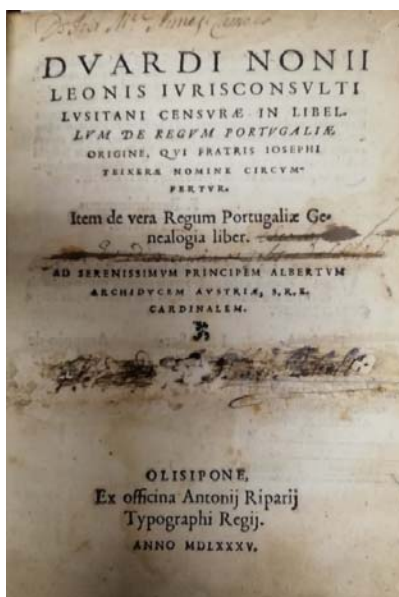 DVARDI NONII
LEONIS IVRISCONSVLTI
LVSITANI CENSVRÆ IN LIBEL-
LVM DE REGVM PORTVGALIÆ
ORIGINE, QVI FRATRIS IOSEPHI
TEIXERÆ NOMINE CIRCVM-
FERTVR.
Item de vera Regum Portugaliæ Ge-
nealogia liber.
AD SERENISSIMVM PRINCIPEM ALBERTVM
ARCHIDVCEM AVSTRIÆ, S.R.E.
CARDINALEM.
OLISIPONE,
Ex officina Antonij Riparij
Typographi Regij.
ANNO MDLXXXV.